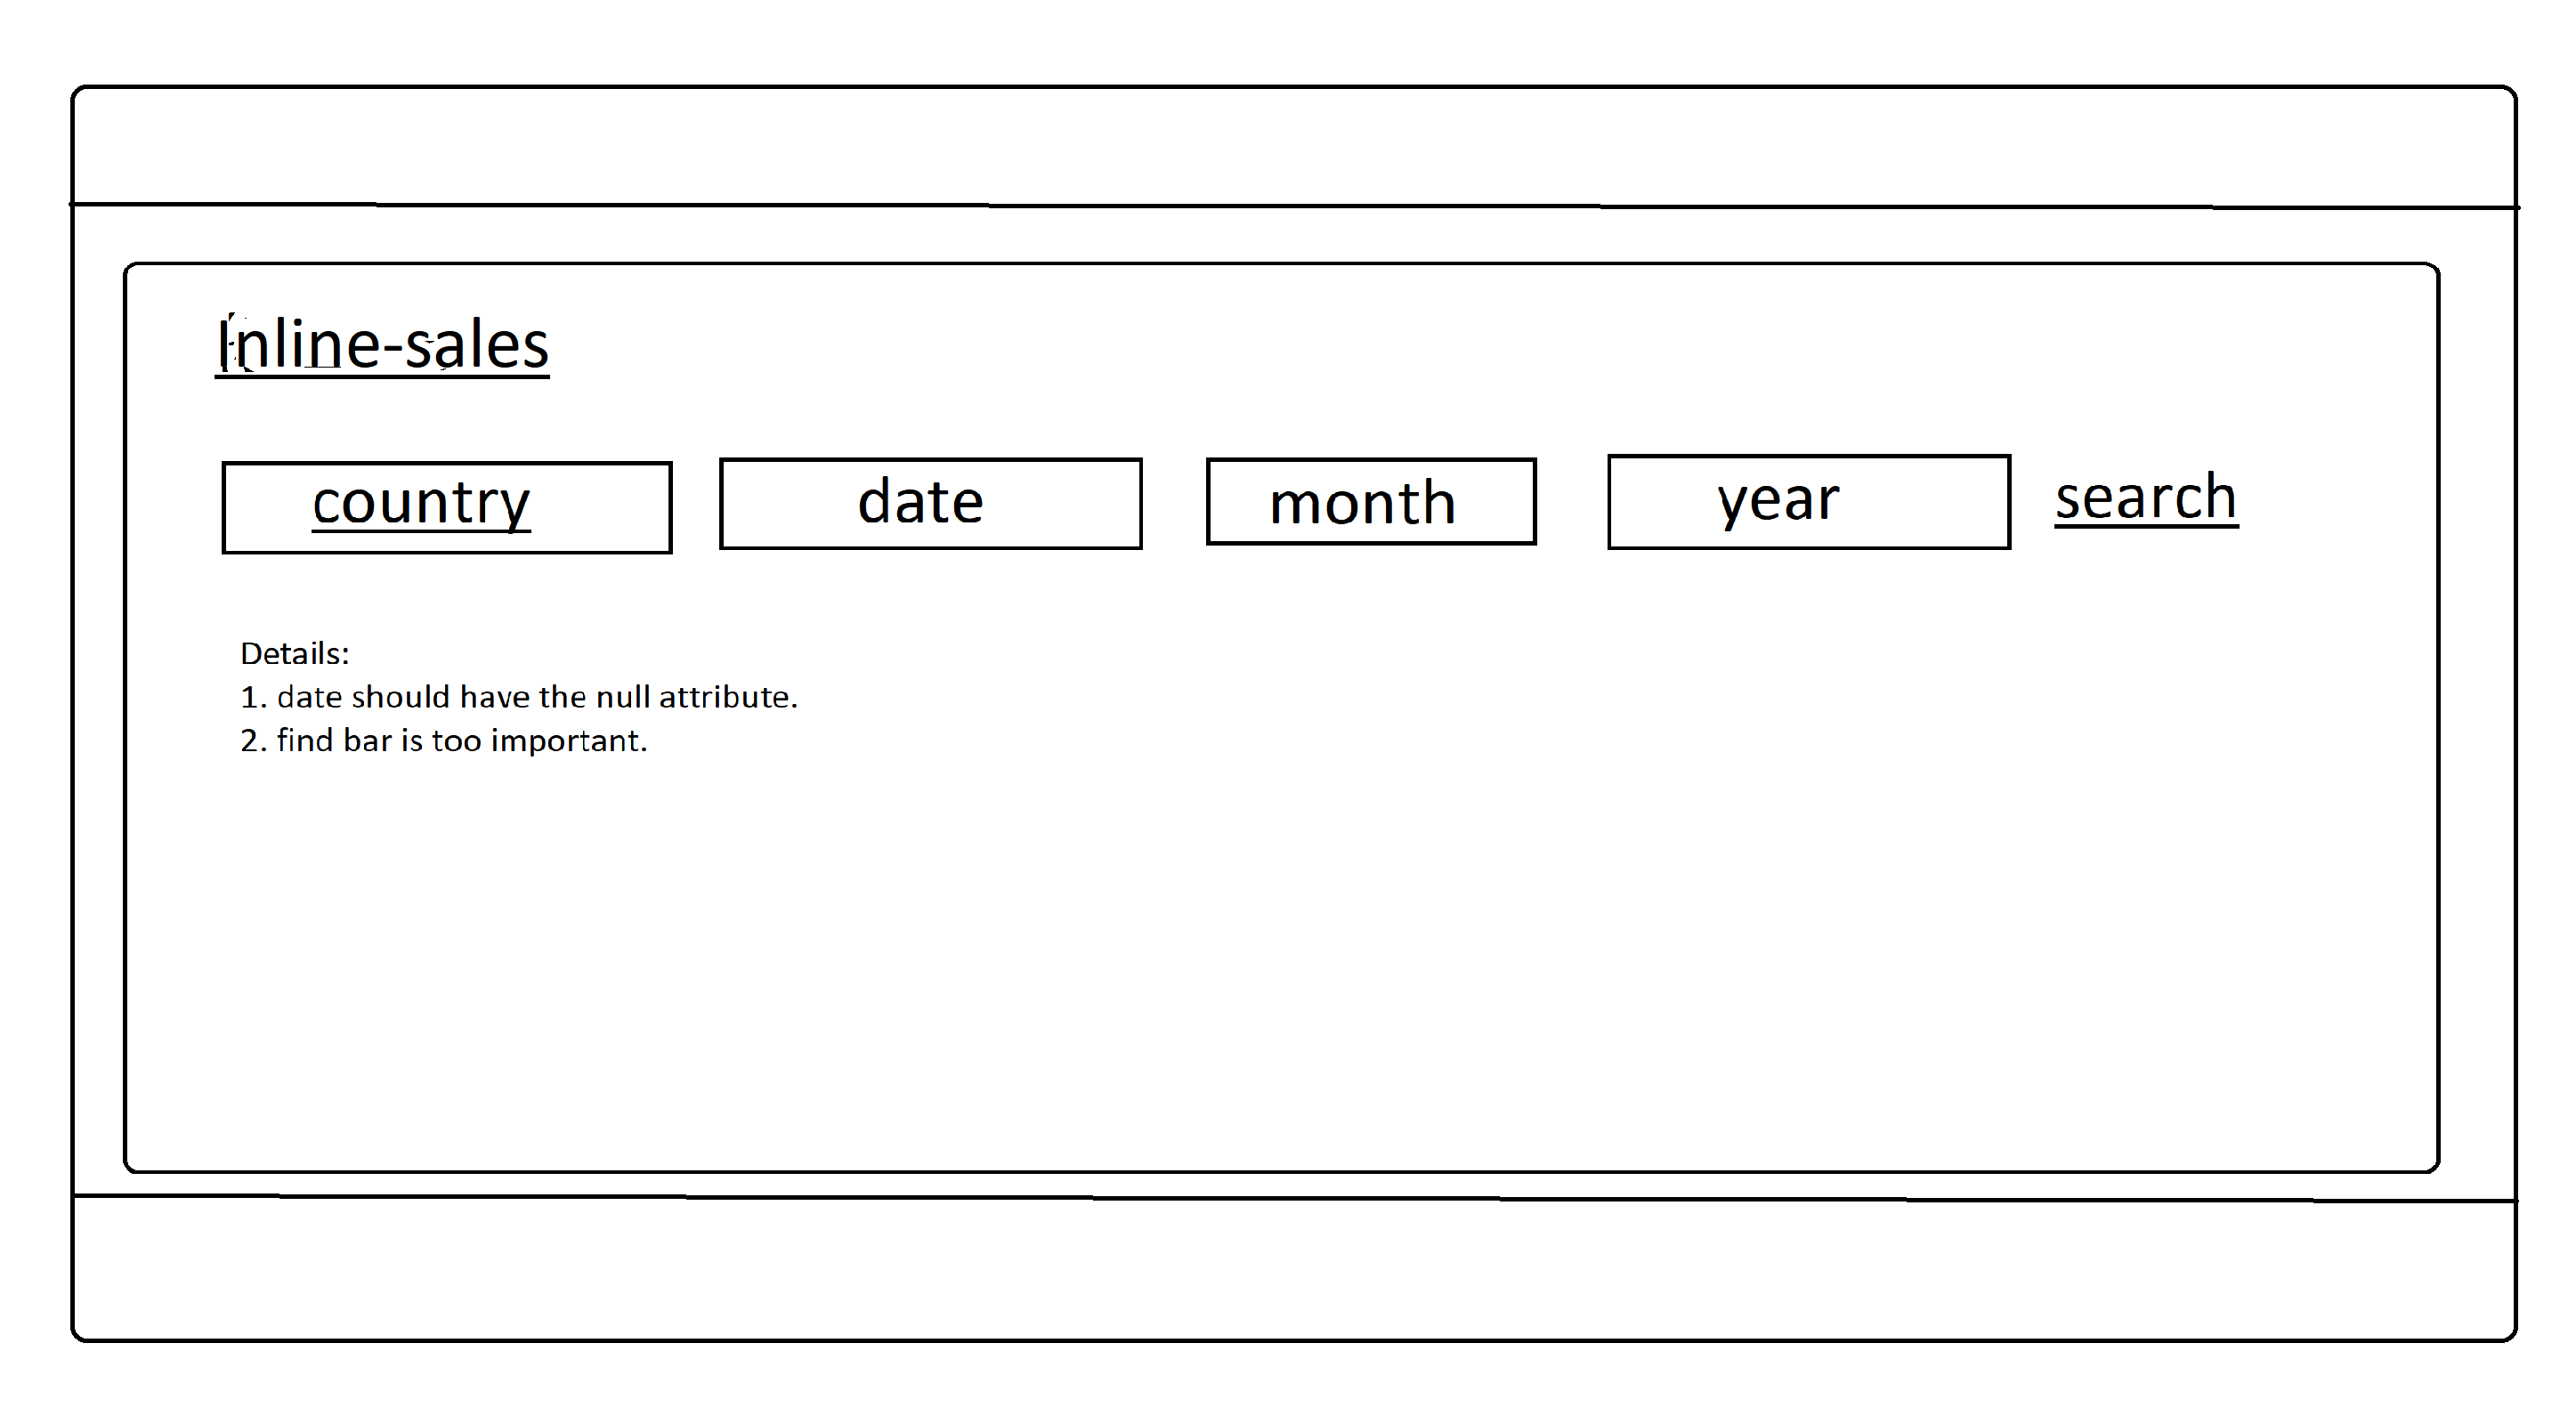 Inline-sales
country date month year search
Details:
1. date should have the null attribute.
2. find bar is too important.